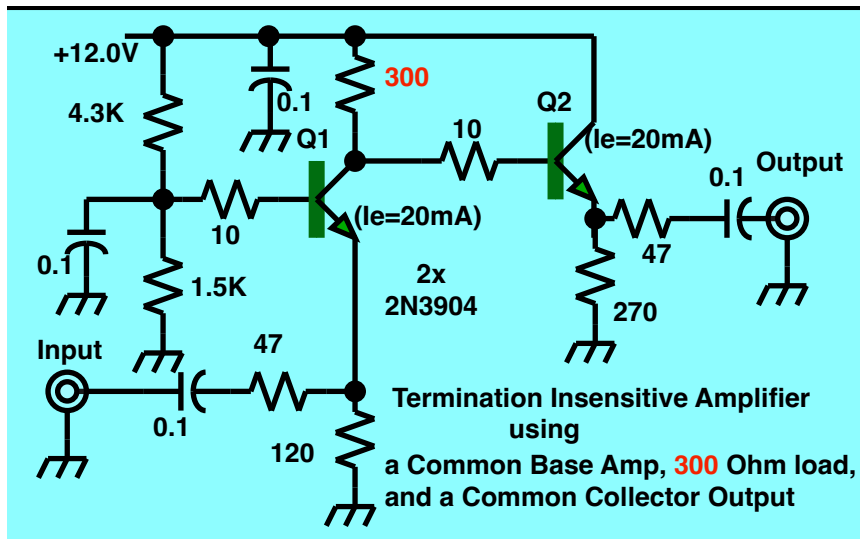 +12.0V
300
4.3K
0.1
Q1
Q2
10
(Ie=20mA)
Output
0.1
10
(Ie=20mA)
47
0.1
1.5K
2x
2N3904
270
Input
47
0.1
120
Termination Insensitive Amplifier
using
a Common Base Amp, 300 Ohm load,
and a Common Collector Output